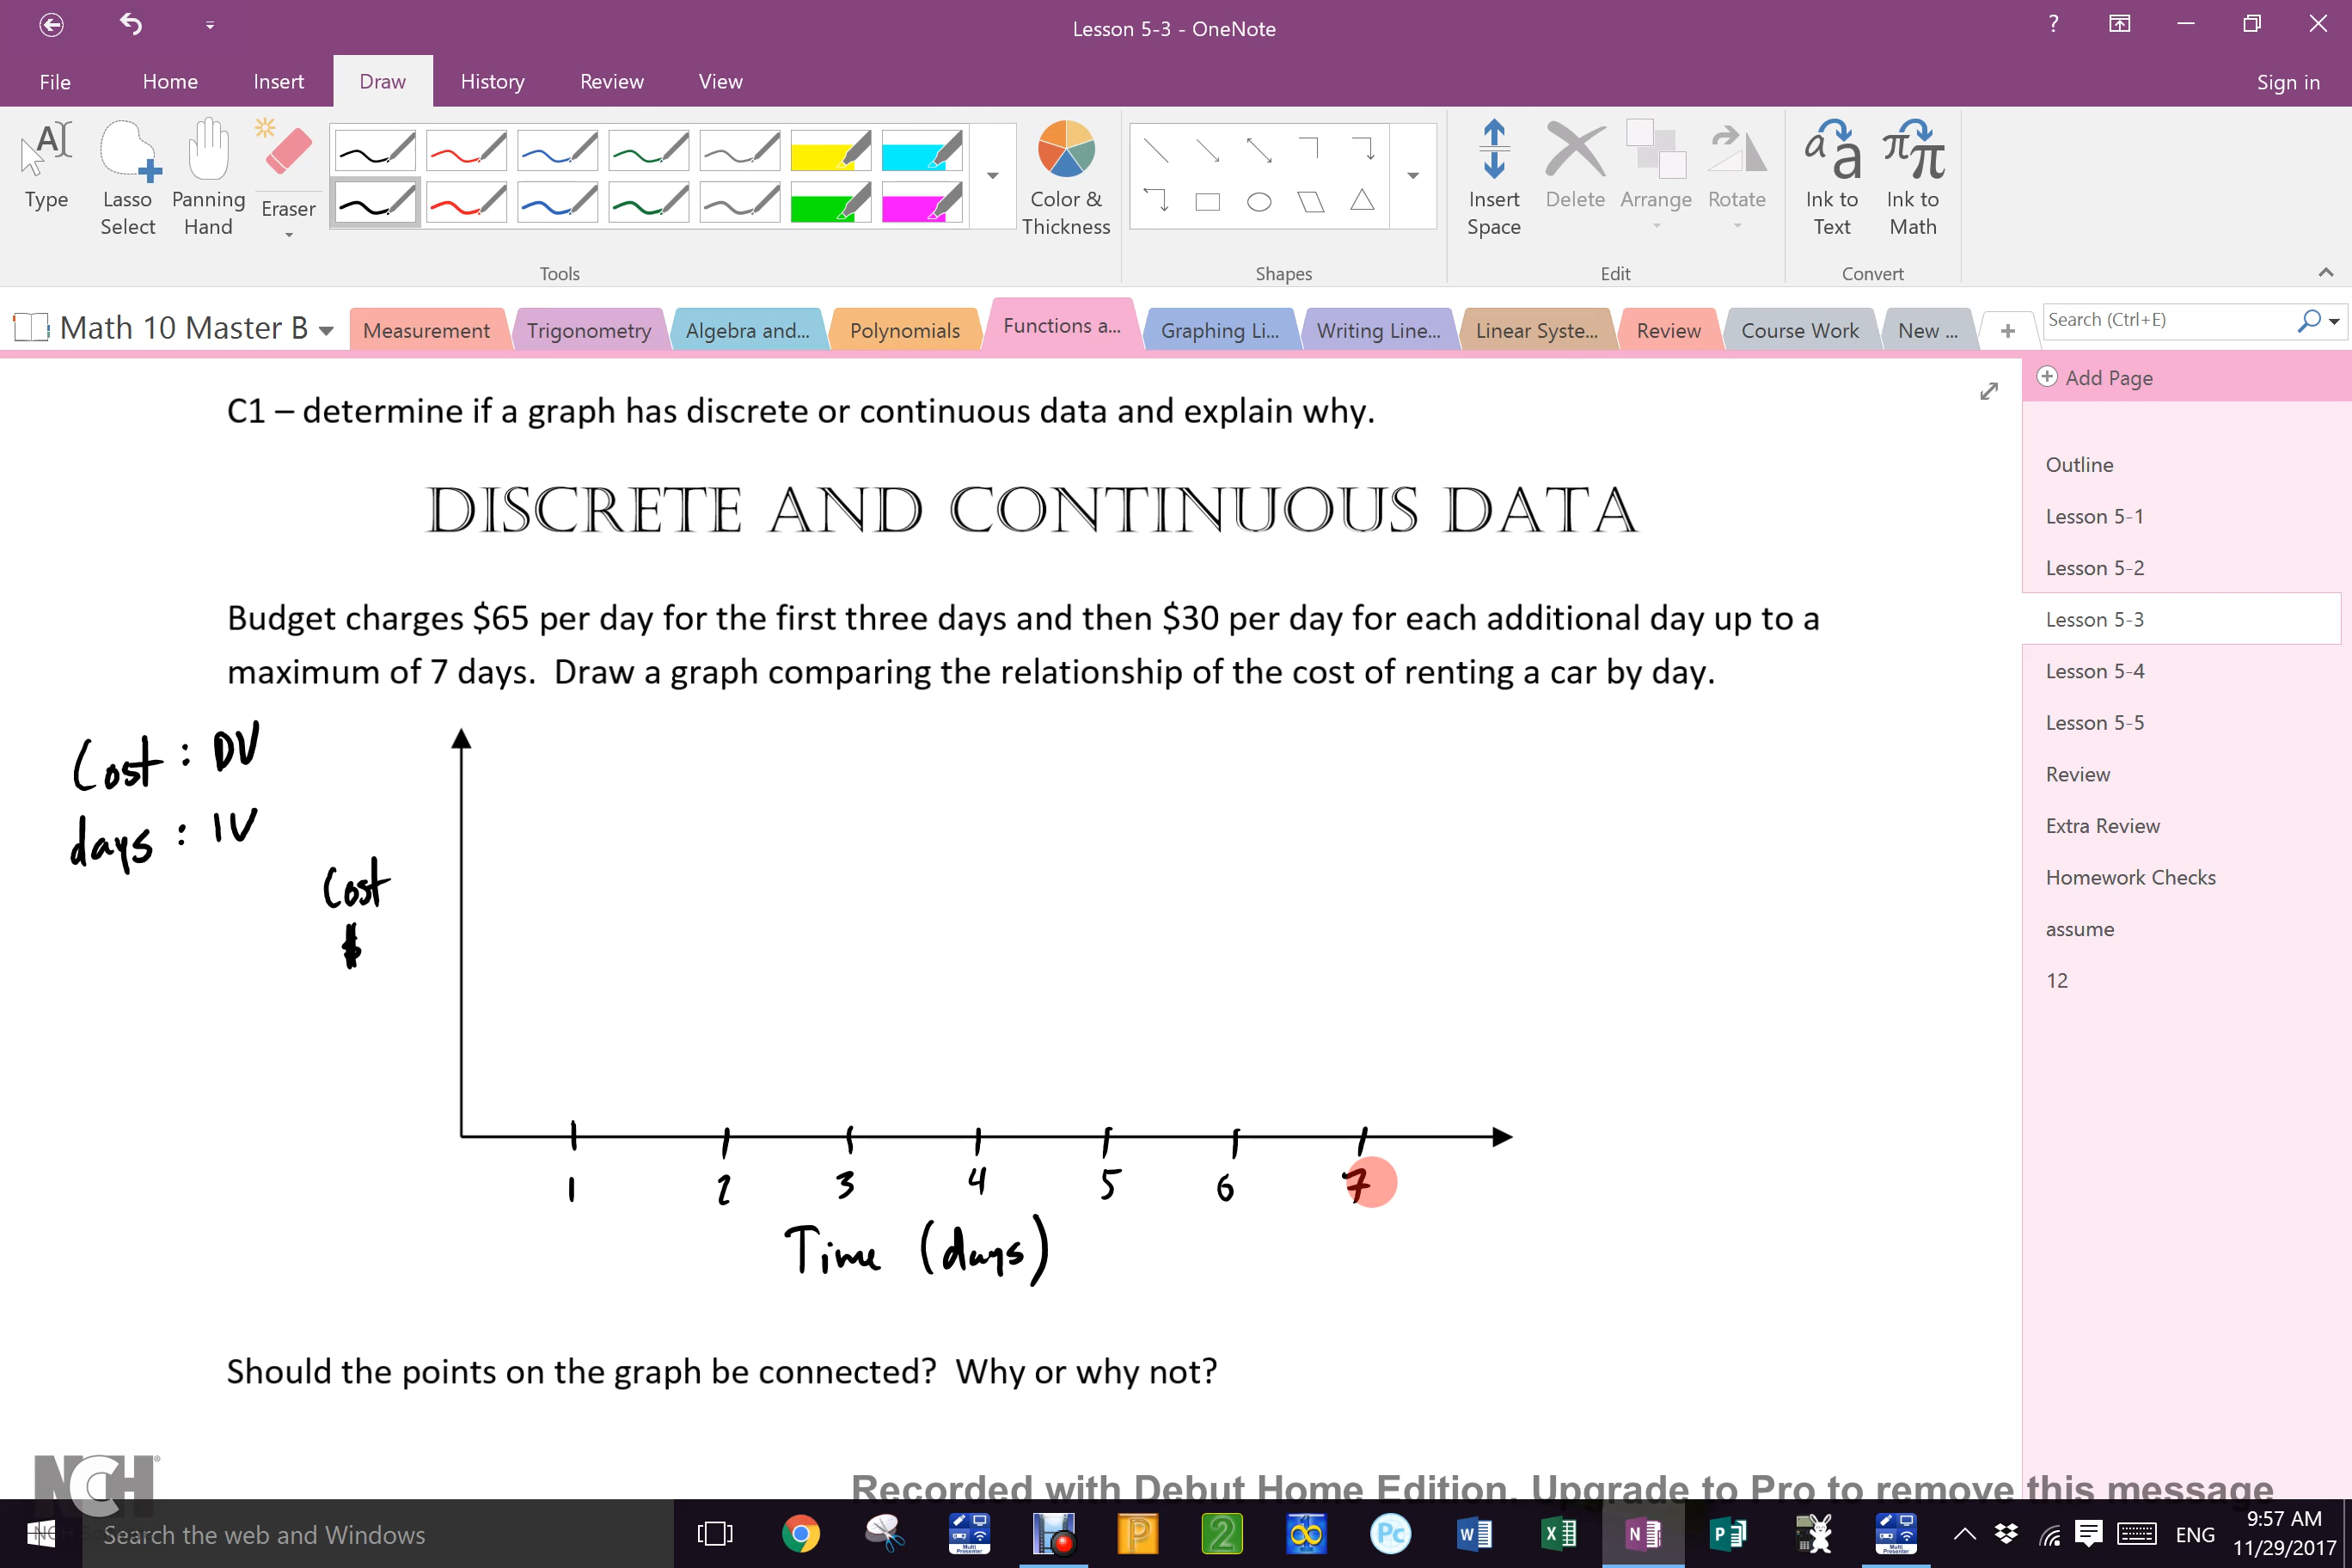 Lesson 5-3 - OneNote
?
File Home Insert Draw History Review View Sign in
Type
Lasso Select
Panning Hand
Eraser
Color & Thickness
Insert Space
Delete
Arrange
Rotate
Ink to Text
Ink to Math
Tools Shapes Edit Convert
Math 10 Master B Measurement Trigonometry Algebra and... Polynomials Functions a... Graphing Li... Writing Line... Linear Syste... Review Course Work New ... + Search (Ctrl+E)
Add Page
Outline
Lesson 5-1
Lesson 5-2
Lesson 5-3
Lesson 5-4
Lesson 5-5
Review
Extra Review
Homework Checks
assume
12
C1 – determine if a graph has discrete or continuous data and explain why.
DISCRETE AND CONTINUOUS DATA
Budget charges $65 per day for the first three days and then $30 per day for each additional day up to a
maximum of 7 days. Draw a graph comparing the relationship of the cost of renting a car by day.
Cost : DV
days : IV
Cost
$
1 2 3 4 5 6 7
Time (days)
Should the points on the graph be connected? Why or why not?
NCH
Recorded with Debut Home Edition. Upgrade to Pro to remove this message
Search the web and Windows
ENG
9:57 AM
11/29/2017